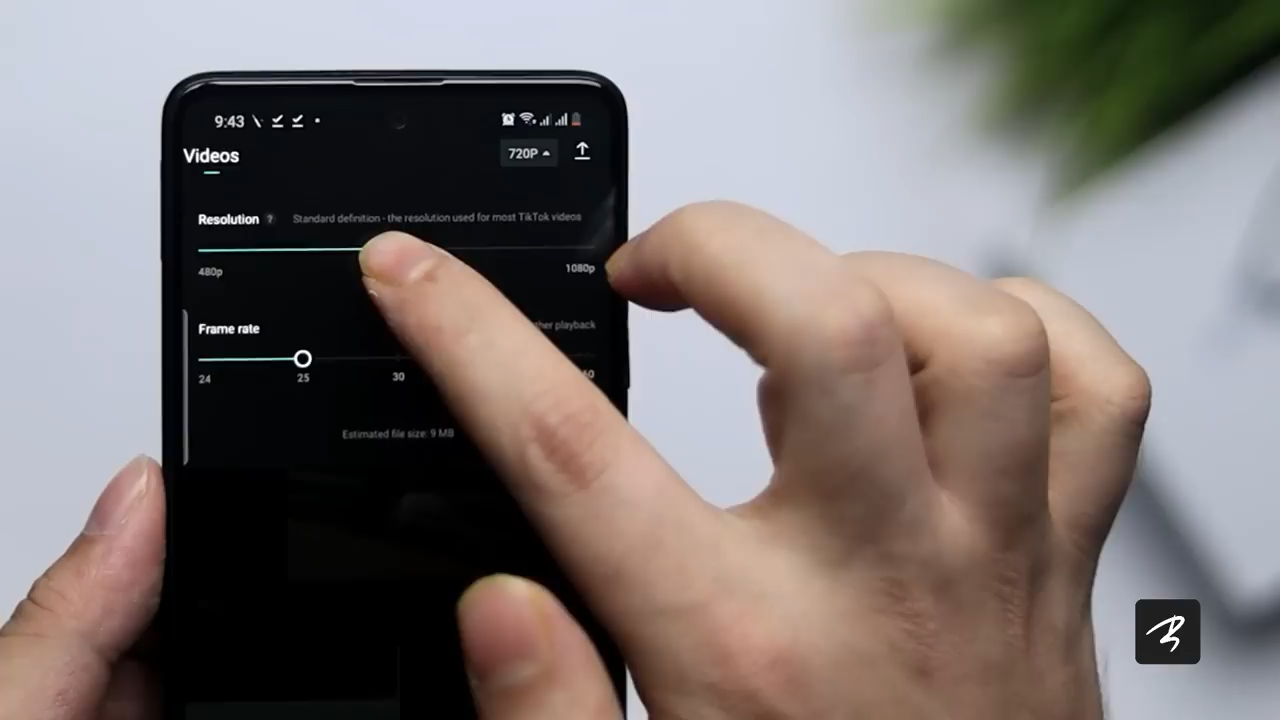 9:43
Videos
720P
Resolution ? Standard definition - the resolution used for most TikTok videos
480p
1080p
Frame rate
playback
24
25
30
Estimated file size: 9 MB